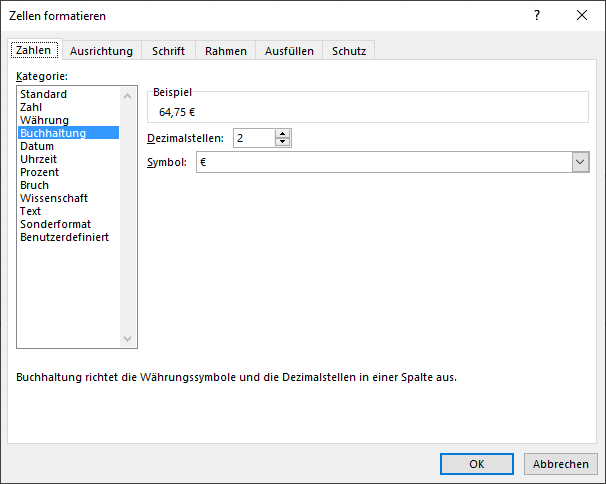 Zellen formatieren
?
Zahlen Ausrichtung Schrift Rahmen Ausfüllen Schutz
Kategorie:
Standard
Zahl
Währung
Buchhaltung
Datum
Uhrzeit
Prozent
Bruch
Wissenschaft
Text
Sonderformat
Benutzerdefiniert
Beispiel
64,75 €
Dezimalstellen: 2
Symbol: €
Buchhaltung richtet die Währungssymbole und die Dezimalstellen in einer Spalte aus.
OK Abbrechen